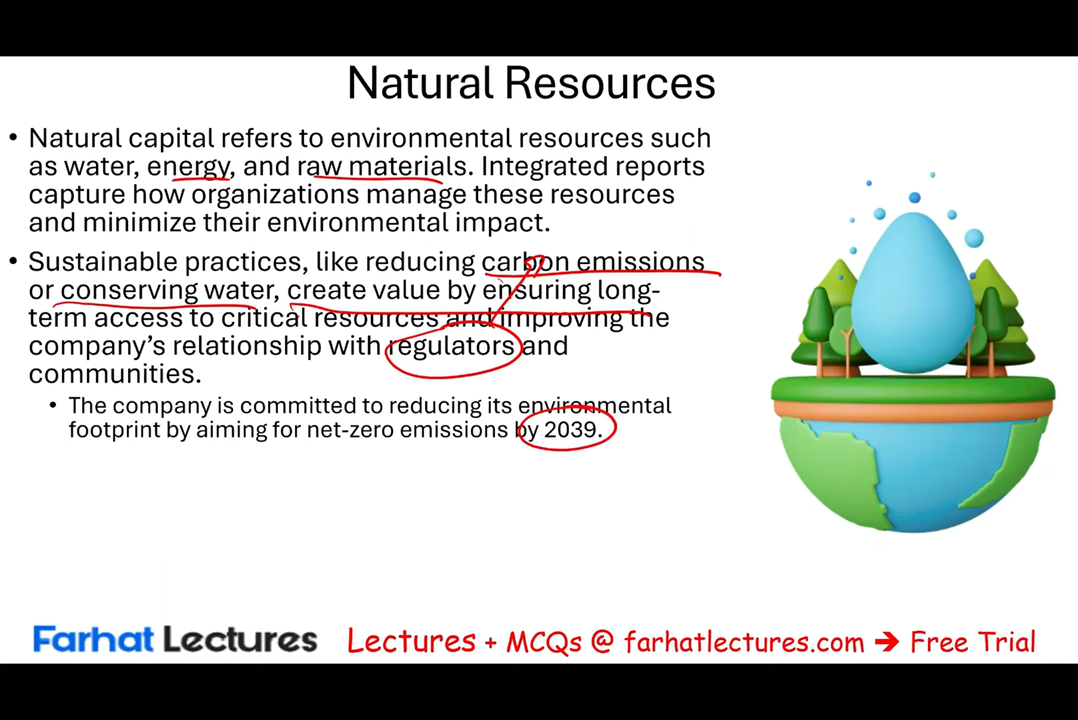 Natural Resources
• Natural capital refers to environmental resources such
as water, energy, and raw materials. Integrated reports
capture how organizations manage these resources
and minimize their environmental impact.
• Sustainable practices, like reducing carbon emissions
or conserving water, create value by ensuring long-
term access to critical resources and improving the
company’s relationship with regulators and
communities.
• The company is committed to reducing its environmental
footprint by aiming for net-zero emissions by 2039.
Farhat Lectures Lectures + MCQs @ farhatlectures.com → Free Trial